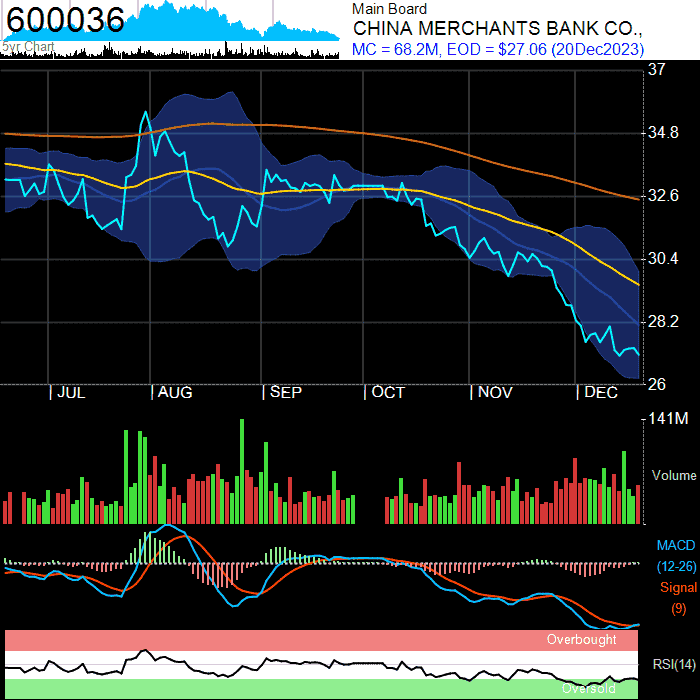 600036
5yr Chart
Main Board
CHINA MERCHANTS BANK CO.,
MC = 68.2M, EOD = $27.06 (20Dec2023)
37
34.8
32.6
30.4
28.2
26
| JUL | AUG | SEP | OCT | NOV | DEC
141M
Volume
MACD
(12-26)
Signal
(9)
Overbought
RSI(14)
Oversold